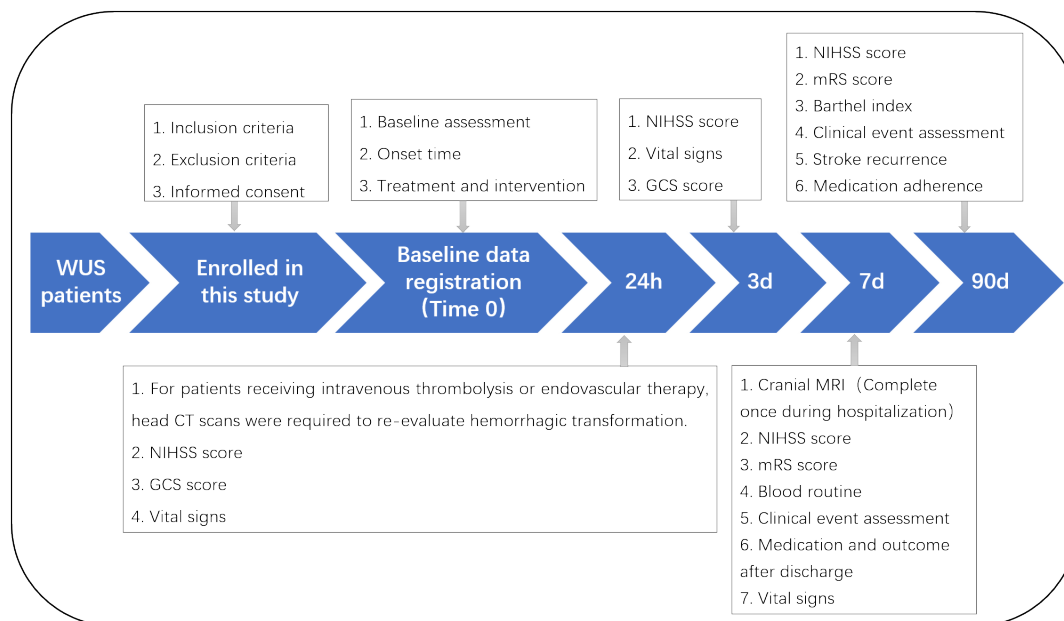 1. Inclusion criteria
2. Exclusion criteria
3. Informed consent
1. Baseline assessment
2. Onset time
3. Treatment and intervention
1. NIHSS score
2. Vital signs
3. GCS score
1. NIHSS score
2. mRS score
3. Barthel index
4. Clinical event assessment
5. Stroke recurrence
6. Medication adherence
WUS
patients
Enrolled in
this study
Baseline data
registration
（Time 0）
24h
3d
7d
90d
1. For patients receiving intravenous thrombolysis or endovascular therapy,
head CT scans were required to re-evaluate hemorrhagic transformation.
2. NIHSS score
3. GCS score
4. Vital signs
1. Cranial MRI（Complete
once during hospitalization）
2. NIHSS score
3. mRS score
4. Blood routine
5. Clinical event assessment
6. Medication and outcome
after discharge
7. Vital signs